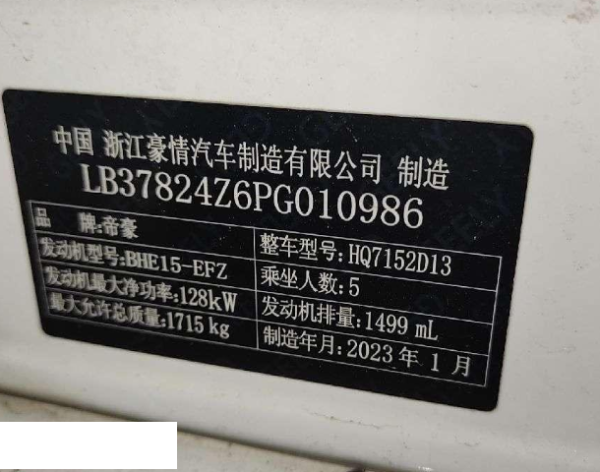 中国 浙江豪情汽车制造有限公司 制造
LB37824Z6PG010986
品 牌:帝豪
整车型号:HQ7152D13
发动机型号:BHE15-EFZ
乘坐人数:5
发动机最大净功率:128kW
发动机排量:1499 mL
最大允许总质量:1715 kg
制造年月:2023 年 1 月